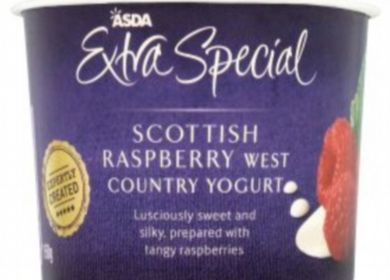 ASDA
Extra Special
SCOTTISH
RASPBERRY WEST
COUNTRY YOGURT
Lusciously sweet and
silky, prepared with
tangy raspberries
EXPERTLY
CREATED